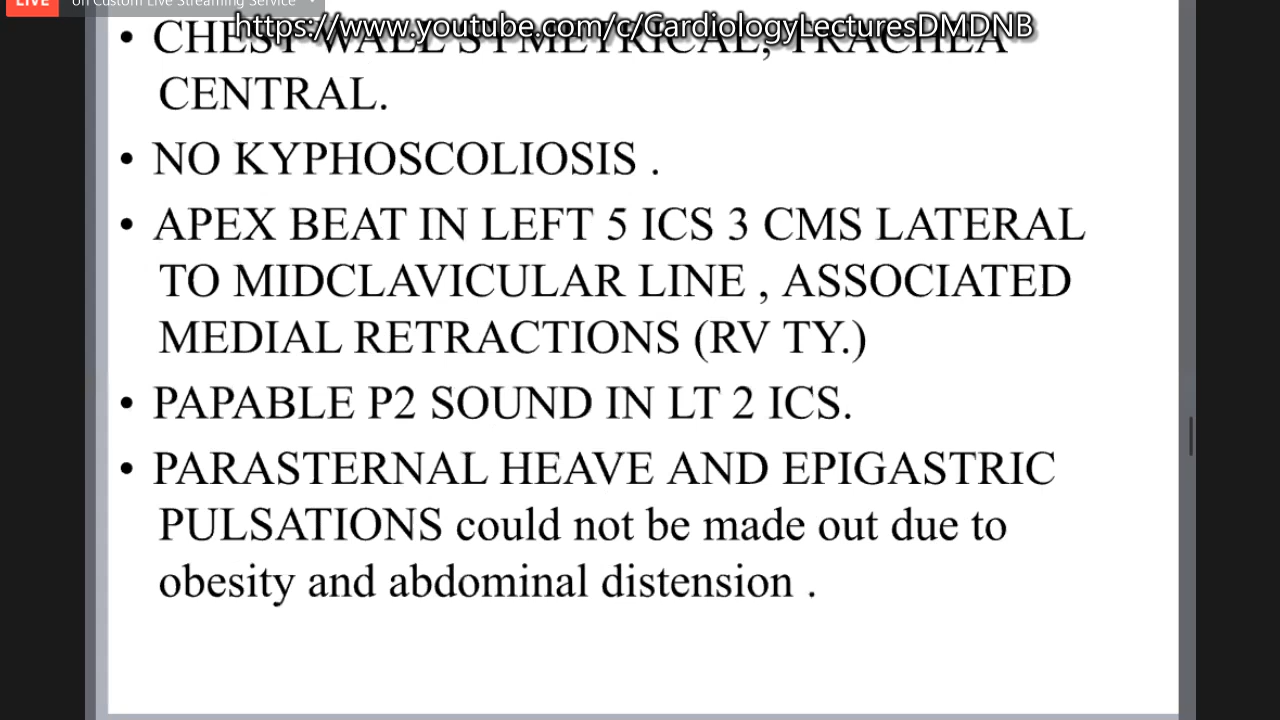 LIVE on Custom Live Streaming Service
https://www.youtube.com/c/CardiologyLecturesDMDNB
• CHEST WALL SYMEYRICAL, TRACHEA
CENTRAL.
• NO KYPHOSCOLIOSIS .
• APEX BEAT IN LEFT 5 ICS 3 CMS LATERAL
TO MIDCLAVICULAR LINE , ASSOCIATED
MEDIAL RETRACTIONS (RV TY.)
• PAPABLE P2 SOUND IN LT 2 ICS.
• PARASTERNAL HEAVE AND EPIGASTRIC
PULSATIONS could not be made out due to
obesity and abdominal distension .